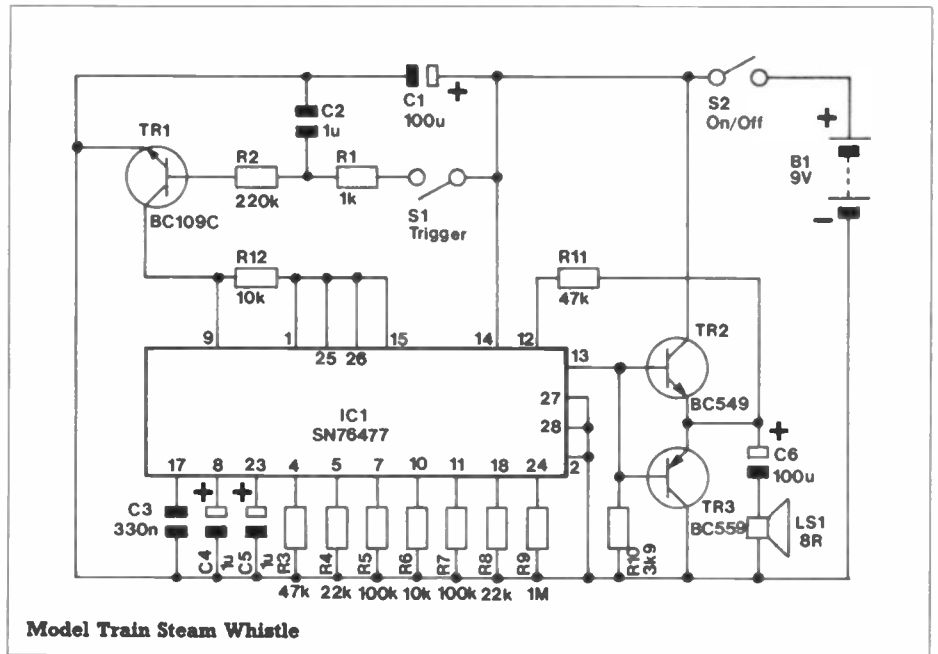 C1
100u
+
S2
On/Off
+
B1
9V
−
C2
1u
TR1
BC109C
R2
220k
R1
1k
S1
Trigger
R12
10k
R11
47k
9
1
25
26
15
14
12
13
27
28
2
IC1
SN76477
17
8
23
4
5
7
10
11
18
24
TR2
BC549
TR3
BC559
+
C6
100u
LS1
8R
C3
330n
+
C4
1u
+
C5
1u
R3
47k
R4
22k
R5
100k
R6
10k
R7
100k
R8
22k
R9
1M
R10
3k9
Model Train Steam Whistle